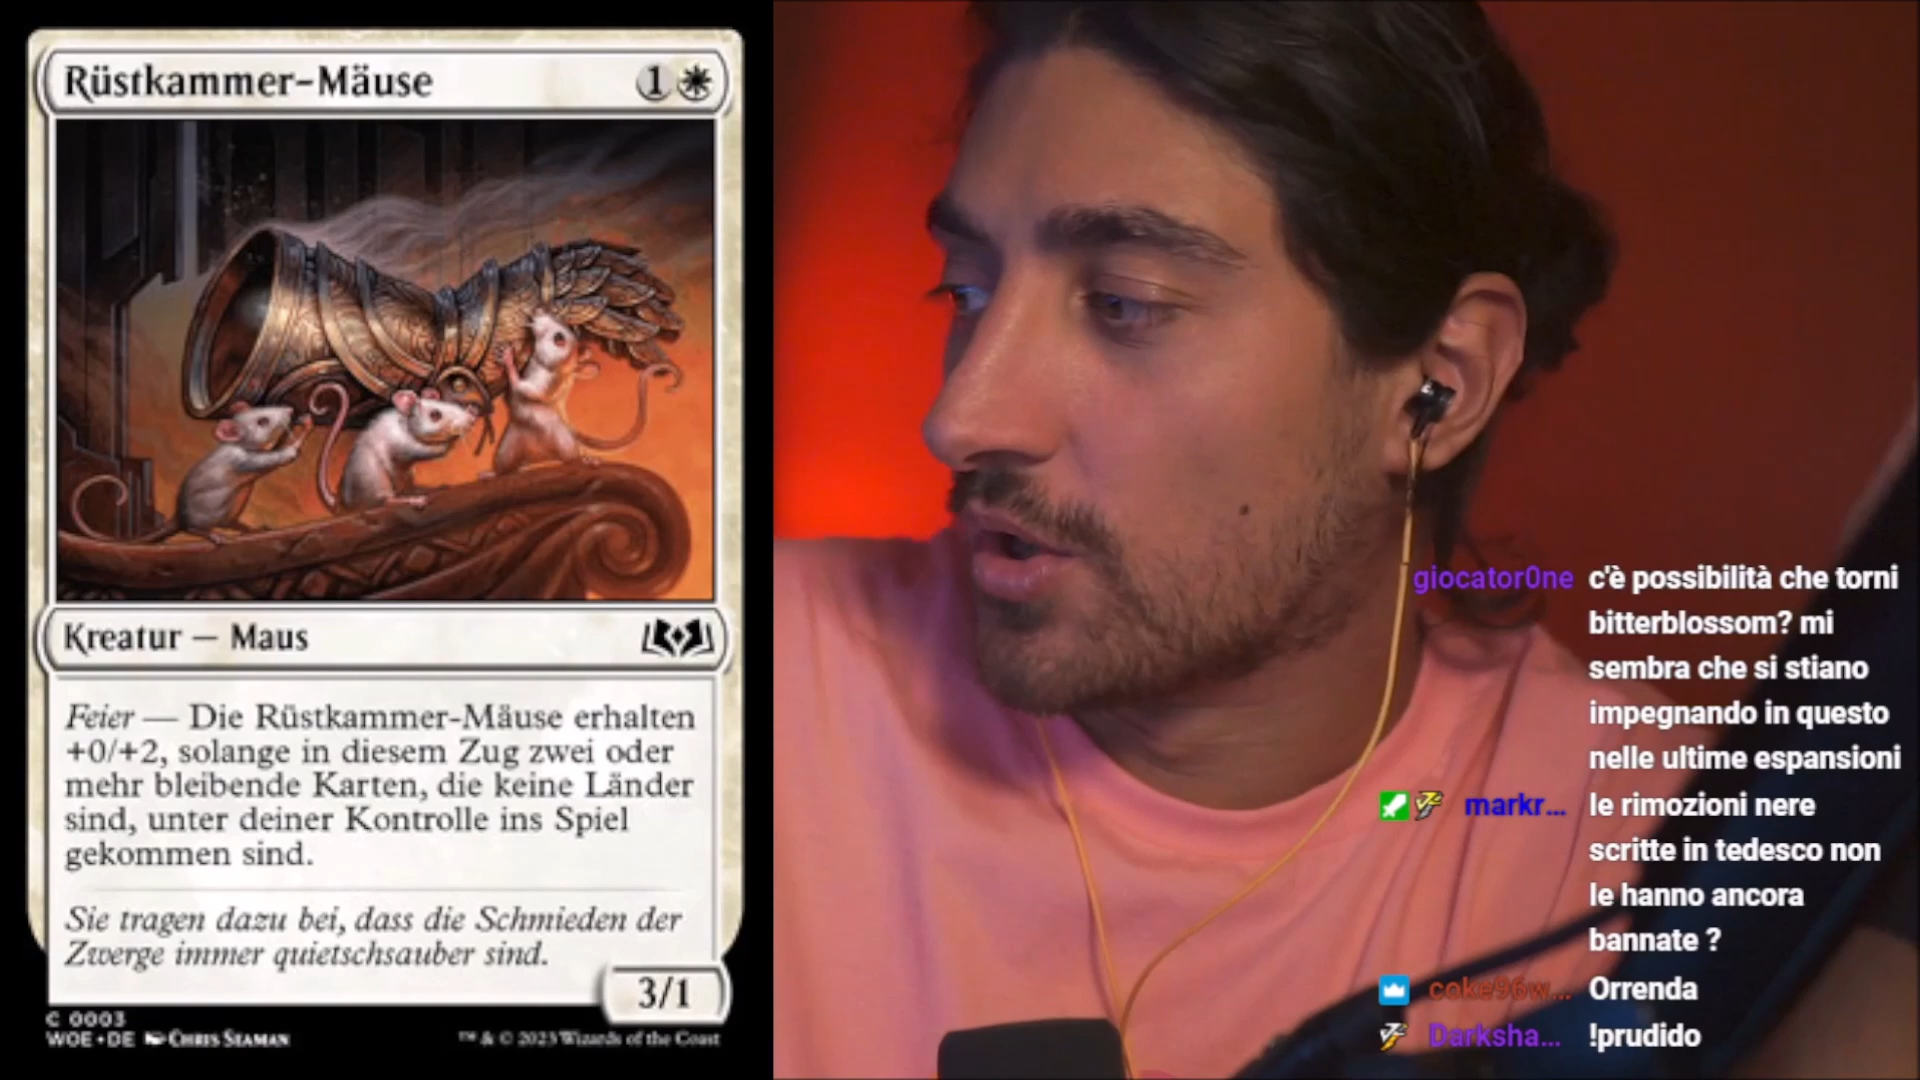 Rüstkammer-Mäuse 1
Kreatur — Maus
Feier — Die Rüstkammer-Mäuse erhalten
+0/+2, solange in diesem Zug zwei oder
mehr bleibende Karten, die keine Länder
sind, unter deiner Kontrolle ins Spiel
gekommen sind.
Sie tragen dazu bei, dass die Schmieden der
Zwerge immer quietschsauber sind.
3/1
C 0003
WOE • DE Chris Seaman
™ & © 2023 Wizards of the Coast
giocator0ne c'è possibilità che torni
bitterblossom? mi
sembra che si stiano
impegnando in questo
nelle ultime espansioni
markr... le rimozioni nere
scritte in tedesco non
le hanno ancora
bannate ?
coke96w... Orrenda
Darksha... !prudido